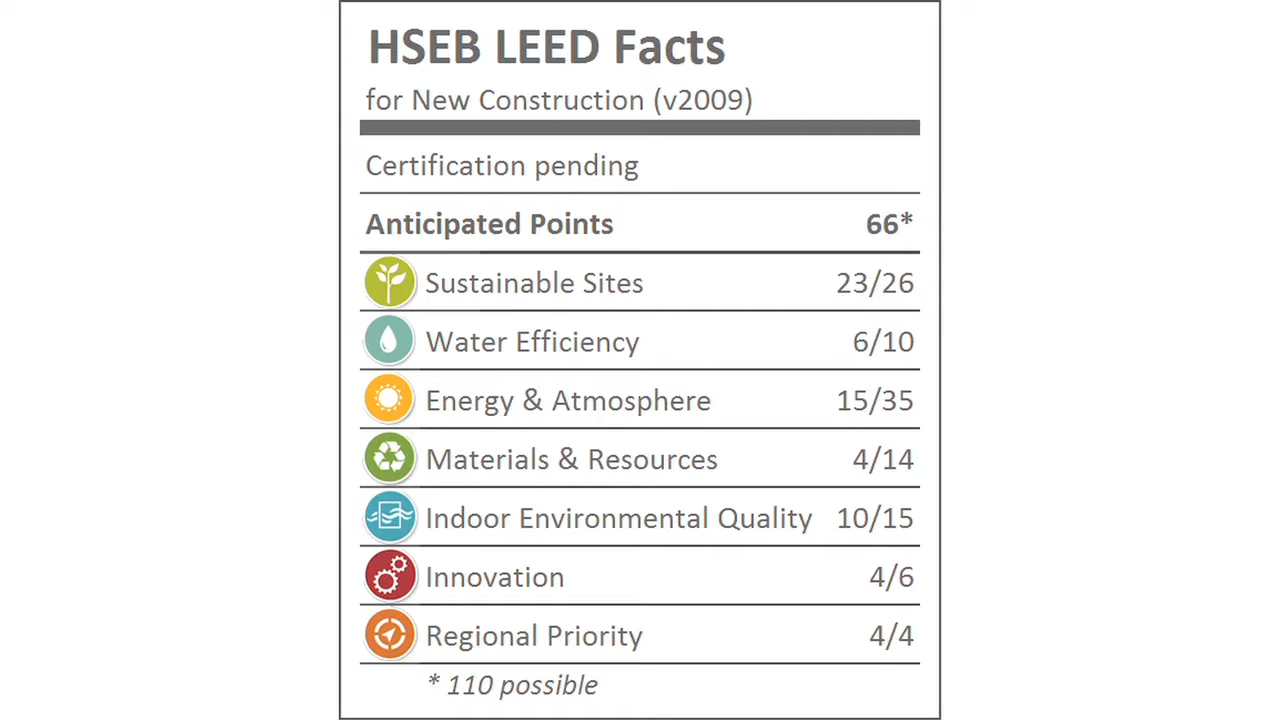 HSEB LEED Facts
for New Construction (v2009)
Certification pending
Anticipated Points 66*
Sustainable Sites 23/26
Water Efficiency 6/10
Energy & Atmosphere 15/35
Materials & Resources 4/14
Indoor Environmental Quality 10/15
Innovation 4/6
Regional Priority 4/4
* 110 possible